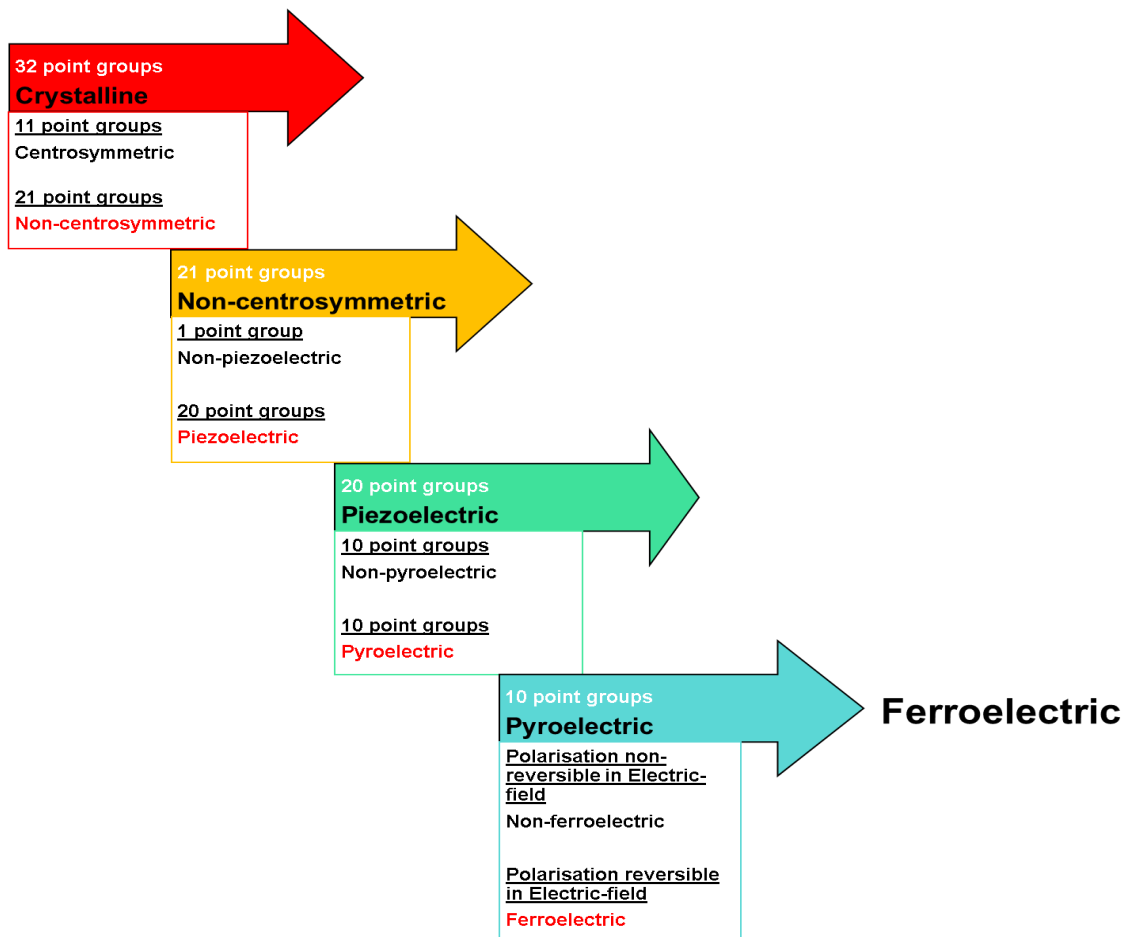 32 point groups
Crystalline
11 point groups
Centrosymmetric
21 point groups
Non-centrosymmetric
21 point groups
Non-centrosymmetric
1 point group
Non-piezoelectric
20 point groups
Piezoelectric
20 point groups
Piezoelectric
10 point groups
Non-pyroelectric
10 point groups
Pyroelectric
10 point groups
Pyroelectric
Ferroelectric
Polarisation non-
reversible in Electric-
field
Non-ferroelectric
Polarisation reversible
in Electric-field
Ferroelectric